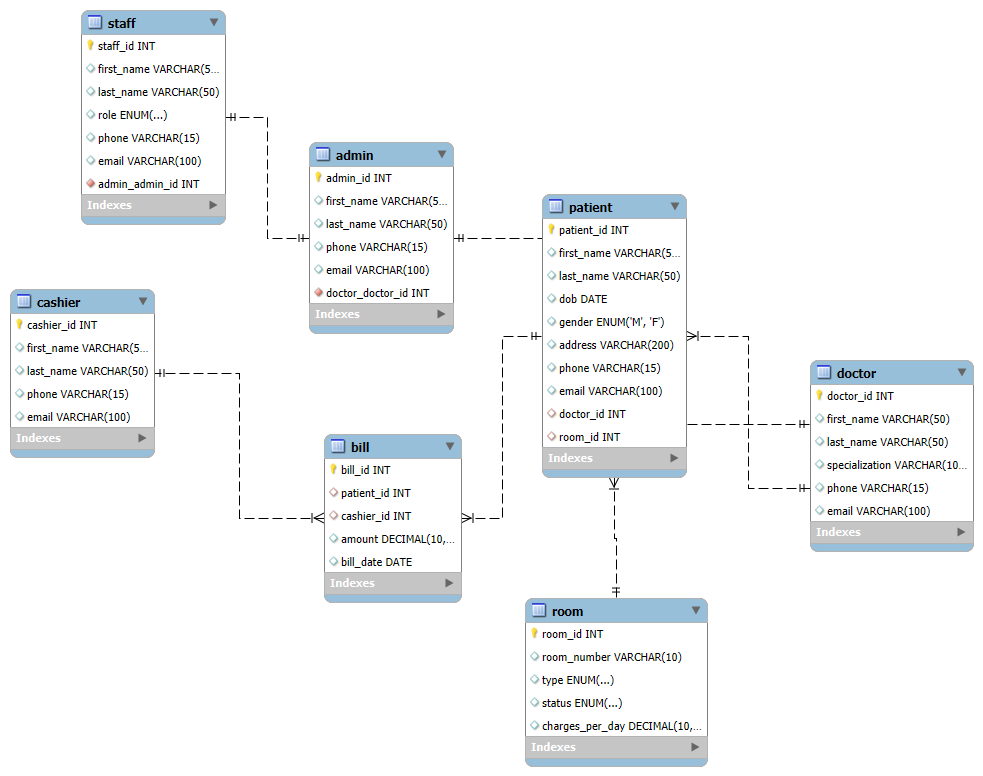 staff
staff_id INT
first_name VARCHAR(5...
last_name VARCHAR(50)
role ENUM(...)
phone VARCHAR(15)
email VARCHAR(100)
admin_admin_id INT
Indexes
admin
admin_id INT
first_name VARCHAR(5...
last_name VARCHAR(50)
phone VARCHAR(15)
email VARCHAR(100)
doctor_doctor_id INT
Indexes
patient
patient_id INT
first_name VARCHAR(5...
last_name VARCHAR(50)
dob DATE
gender ENUM('M', 'F')
address VARCHAR(200)
phone VARCHAR(15)
email VARCHAR(100)
doctor_id INT
room_id INT
Indexes
cashier
cashier_id INT
first_name VARCHAR(5...
last_name VARCHAR(50)
phone VARCHAR(15)
email VARCHAR(100)
Indexes
doctor
doctor_id INT
first_name VARCHAR(50)
last_name VARCHAR(50)
specialization VARCHAR(10...
phone VARCHAR(15)
email VARCHAR(100)
Indexes
bill
bill_id INT
patient_id INT
cashier_id INT
amount DECIMAL(10,...
bill_date DATE
Indexes
room
room_id INT
room_number VARCHAR(10)
type ENUM(...)
status ENUM(...)
charges_per_day DECIMAL(10,...
Indexes